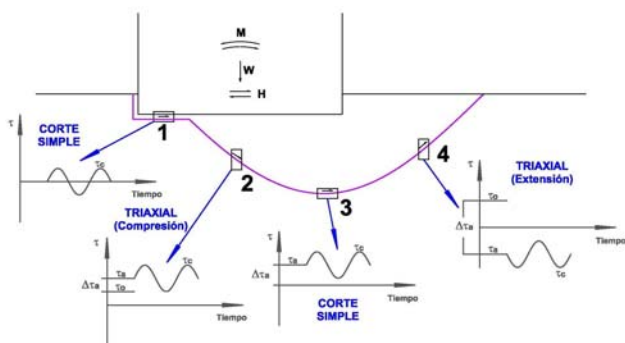 M
W
H
τ
CORTE
SIMPLE
1
τc
Tiempo
2
TRIAXIAL
(Compresión)
τ
τa
Δτa
τo
τc
Tiempo
3
τ
τa
τc
Tiempo
CORTE
SIMPLE
4
TRIAXIAL
(Extensión)
τ
τo
Δτa
τa
Tiempo
τc